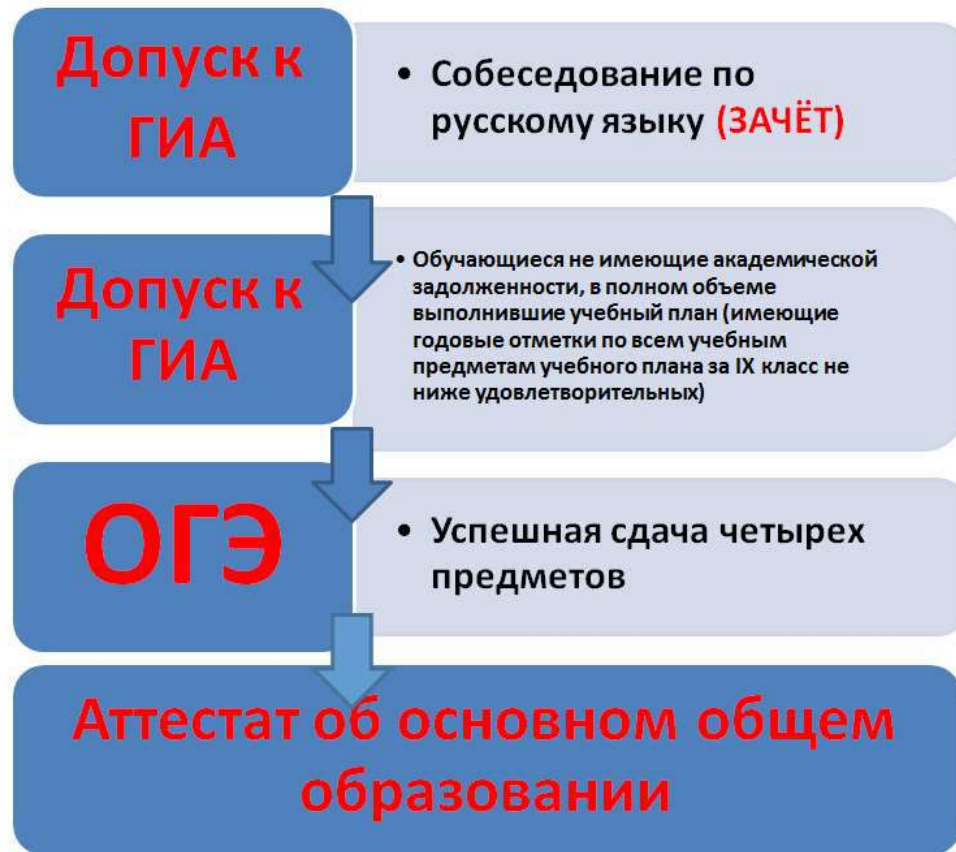 Допуск к
ГИА
• Собеседование по
русскому языку (ЗАЧЁТ)
Допуск к
ГИА
• Обучающиеся не имеющие академической
задолженности, в полном объеме
выполнившие учебный план (имеющие
годовые отметки по всем учебным
предметам учебного плана за IX класс не
ниже удовлетворительных)
ОГЭ
• Успешная сдача четырех
предметов
Аттестат об основном общем
образовании